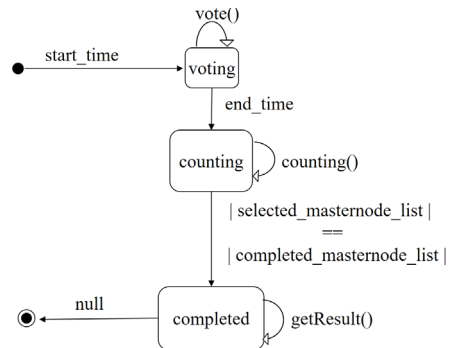 vote()
start_time
voting
end_time
counting
counting()
| selected_masternode_list |
==
| completed_masternode_list |
null
completed
getResult()